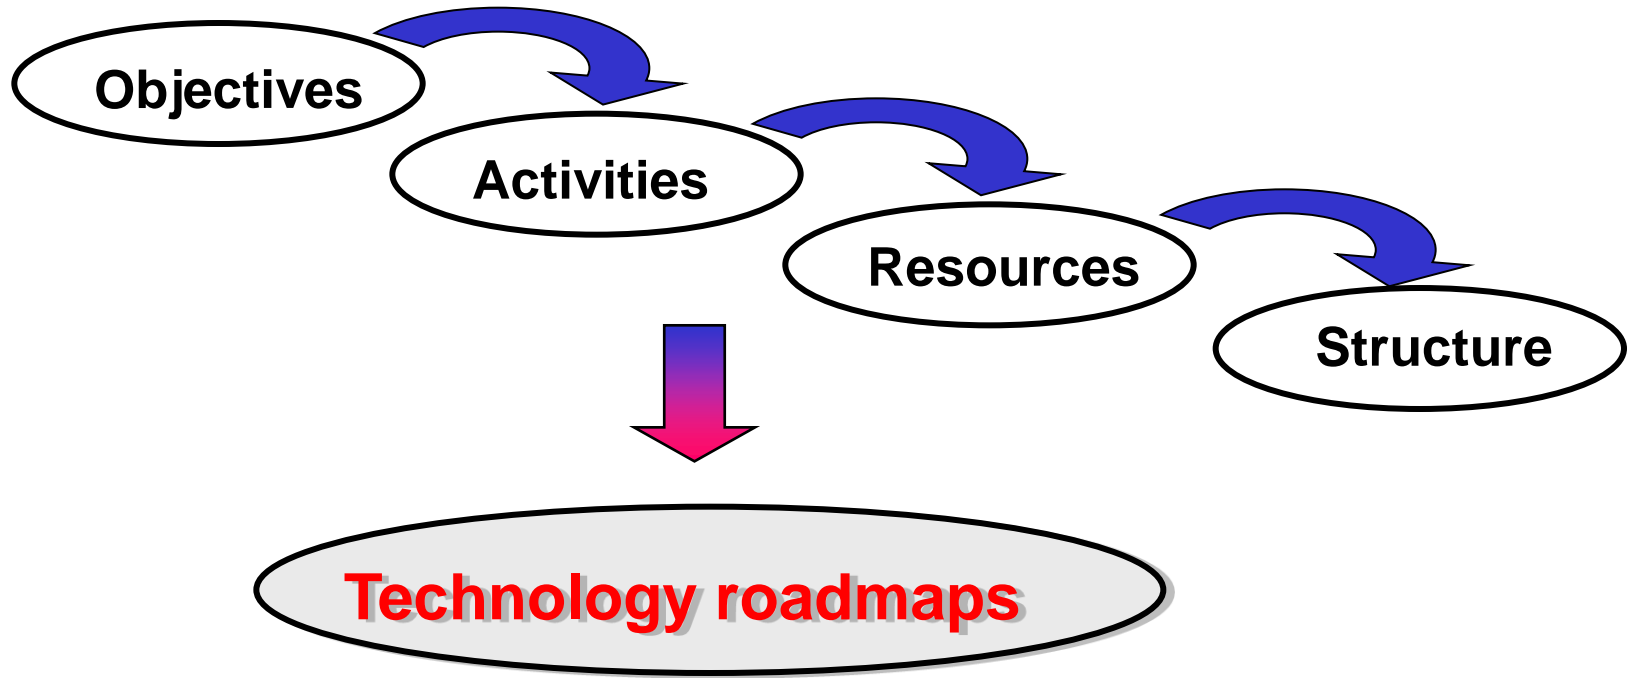 Objectives
Activities
Resources
Structure
Technology roadmaps